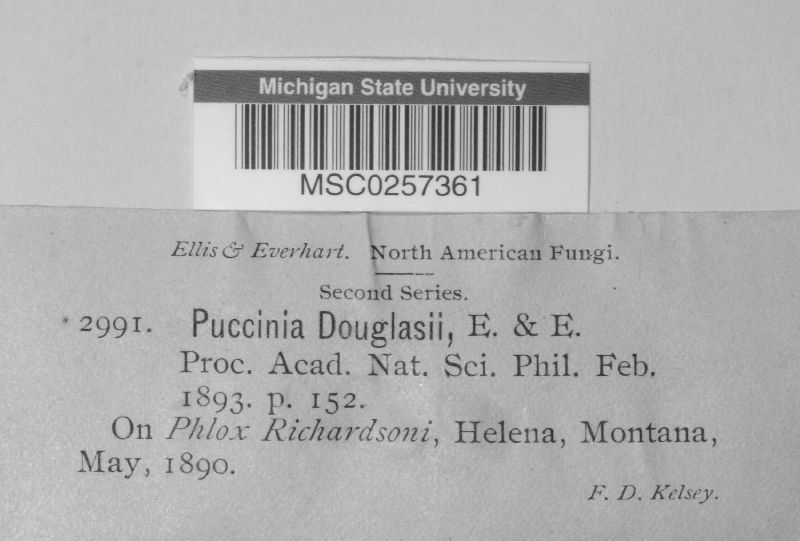 Michigan State University
MSC0257361
Ellis & Everhart. North American Fungi.
Second Series.
2991. Puccinia Douglasii, E. & E.
Proc. Acad. Nat. Sci. Phil. Feb.
1893. p. 152.
On Phlox Richardsoni, Helena, Montana,
May, 1890.
F. D. Kelsey.